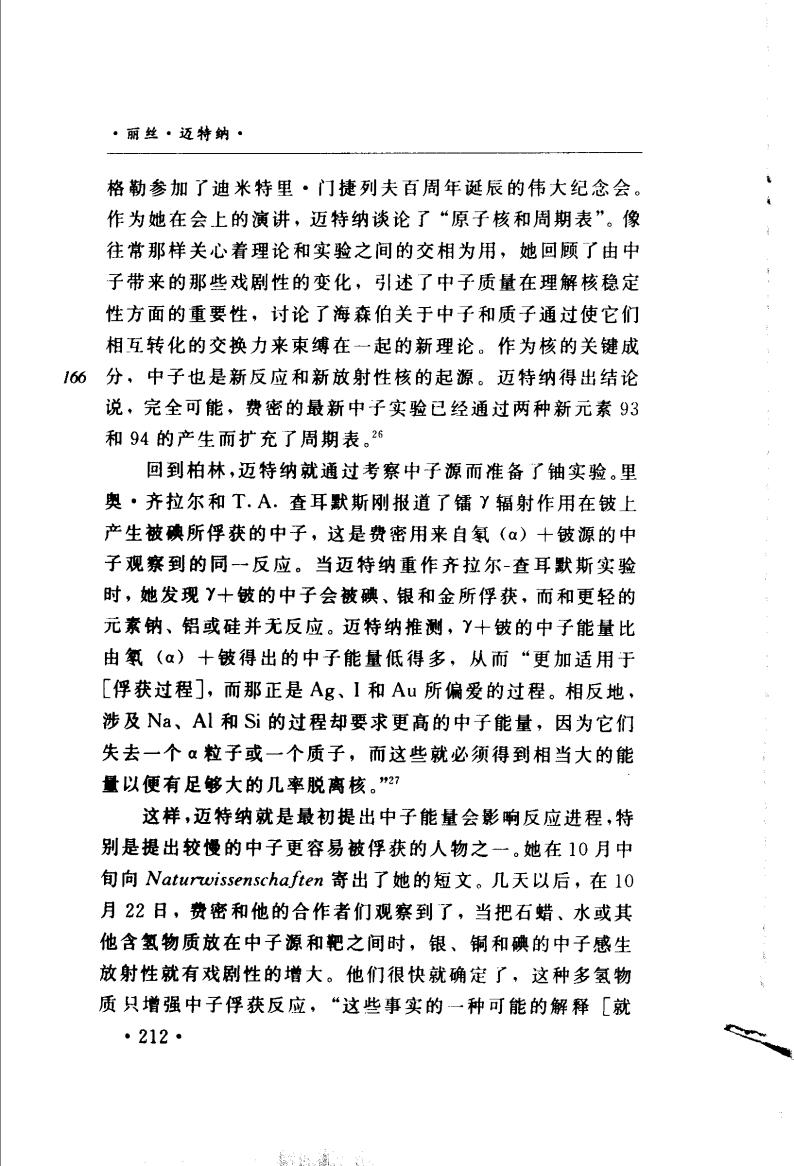 ·丽丝·迈特纳·
格勒参加了迪米特里·门捷列夫百周年诞辰的伟大纪念会。
作为她在会上的演讲，迈特纳谈论了“原子核和周期表”。像
往常那样关心着理论和实验之间的交相为用，她回顾了由中
子带来的那些戏剧性的变化，引述了中子质量在理解核稳定
性方面的重要性，讨论了海森伯关于中子和质子通过使它们
相互转化的交换力来束缚在一起的新理论。作为核的关键成
166 分，中子也是新反应和新放射性核的起源。迈特纳得出结论
说，完全可能，费密的最新中子实验已经通过两种新元素 93
和 94 的产生而扩充了周期表。26
回到柏林，迈特纳就通过考察中子源而准备了铀实验。里
奥·齐拉尔和 T.A. 查耳默斯刚报道了镭 γ 辐射作用在铍上
产生被碘所俘获的中子，这是费密用来自氡（α）＋铍源的中
子观察到的同一反应。当迈特纳重作齐拉尔-查耳默斯实验
时，她发现 γ＋铍的中子会被碘、银和金所俘获，而和更轻的
元素钠、铝或硅并无反应。迈特纳推测，γ＋铍的中子能量比
由氡（α）＋铍得出的中子能量低得多，从而“更加适用于
［俘获过程］，而那正是 Ag、I 和 Au 所偏爱的过程。相反地，
涉及 Na、Al 和 Si 的过程却要求更高的中子能量，因为它们
失去一个 α 粒子或一个质子，而这些就必须得到相当大的能
量以便有足够大的几率脱离核。”27
这样，迈特纳就是最初提出中子能量会影响反应进程，特
别是提出较慢的中子更容易被俘获的人物之一。她在 10 月中
旬向 Naturwissenschaften 寄出了她的短文。几天以后，在 10
月 22 日，费密和他的合作者们观察到了，当把石蜡、水或其
他含氢物质放在中子源和靶之间时，银、铜和碘的中子感生
放射性就有戏剧性的增大。他们很快就确定了，这种多氢物
质只增强中子俘获反应，“这些事实的一种可能的解释［就
·212·